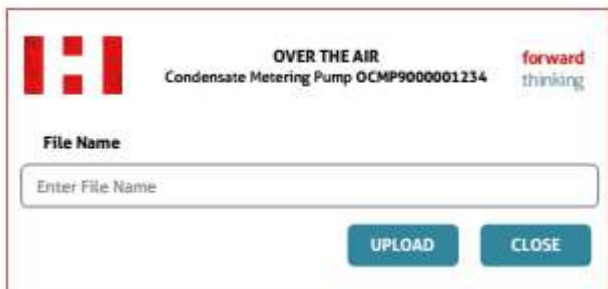 OVER THE AIR
Condensate Metering Pump OCMP9000001234
forward
thinking
File Name
Enter File Name
UPLOAD
CLOSE